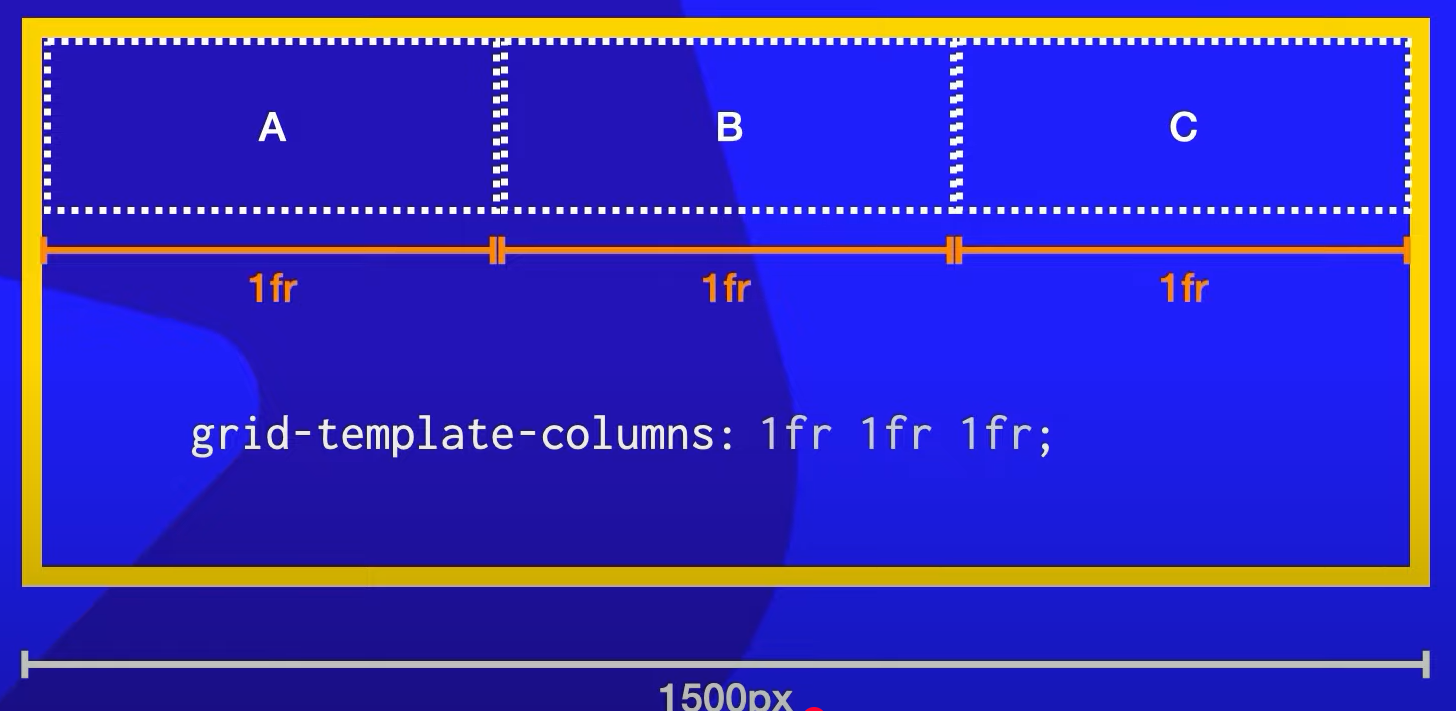 A B C
1fr 1fr 1fr
grid-template-columns: 1fr 1fr 1fr;
1500px